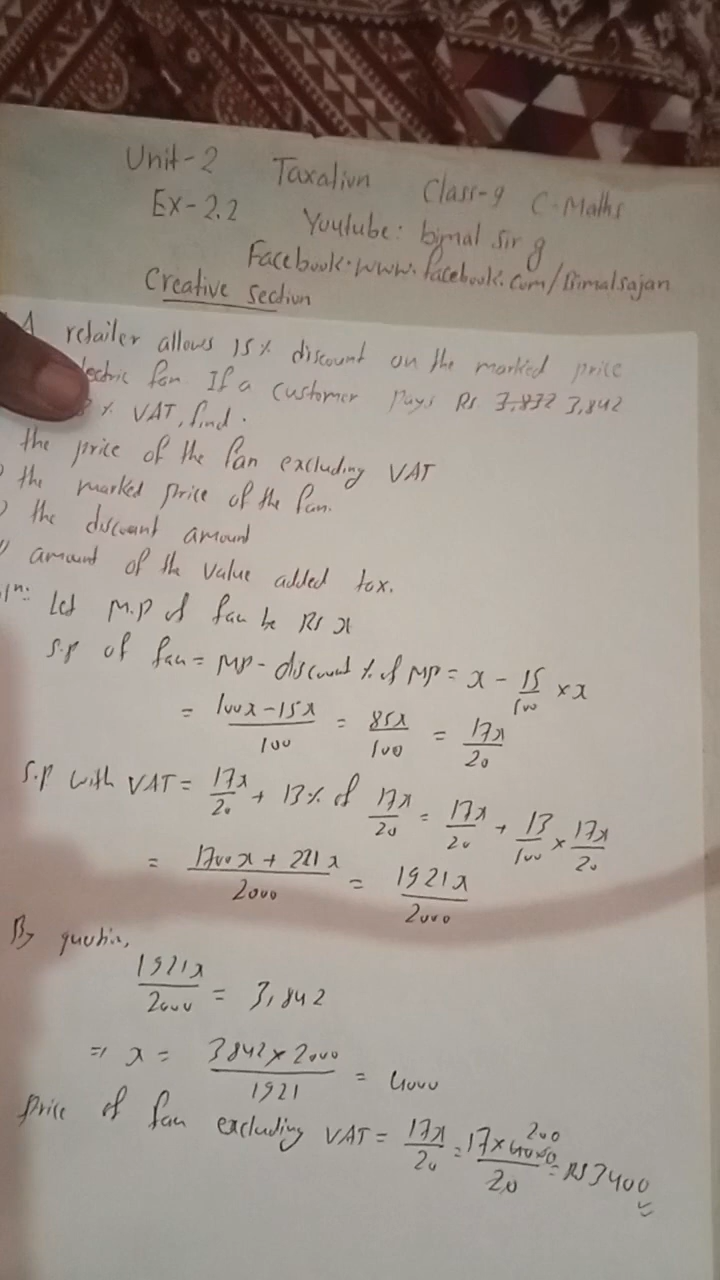 Unit-2 Taxation Class-9 C-Maths
Ex-2.2 Youtube: bimal sir g
Facebook: www.facebook.com/Bimalsajan
Creative section
A retailer allows 15% discount on the marked price
lectric fan. If a customer pays Rs 3,832 3,842
% VAT, find.
the price of the fan excluding VAT
the marked price of the fan.
) the discount amount
) amount of the value added tax.
ln: Let M.P of fan be Rs x
S.P of fan = MP - discount % of MP = x - 15/100 × x
= 100x-15x/100 = 85x/100 = 17x/20
S.P with VAT = 17x/20 + 13% of 17x/20 = 17x/20 + 13/100 × 17x/20
= 1700x + 221x/2000 = 1921x/2000
By question,
1921x/2000 = 3,842
⇒ x = 3842×2000/1921 = 4000
Price of fan excluding VAT = 17x/20 = 17×4000/20 200 = Rs 3400